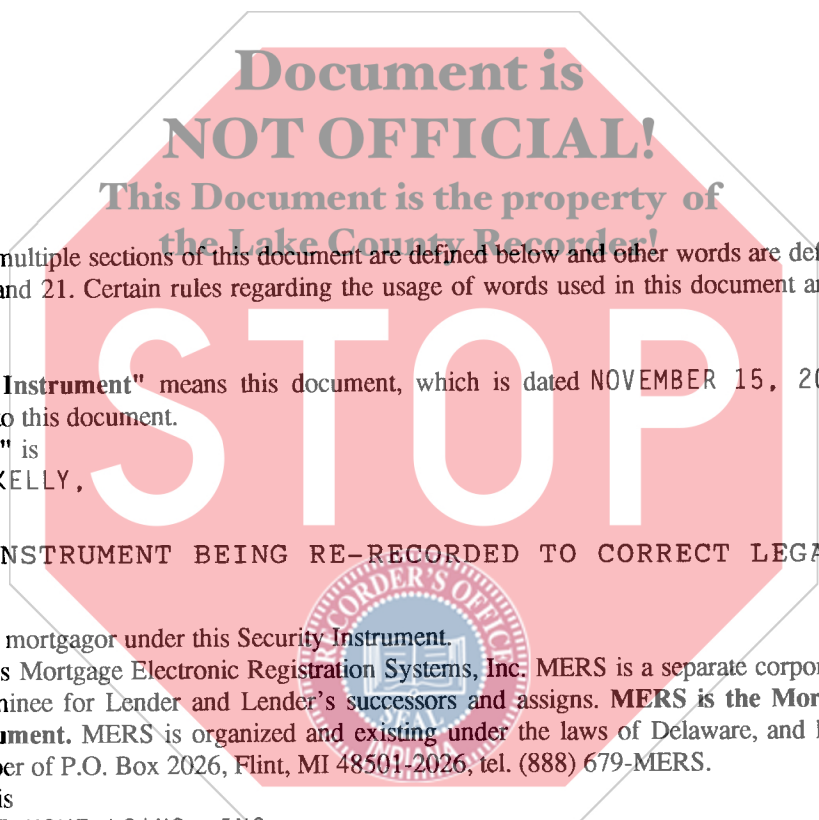 Document is
NOT OFFICIAL!
This Document is the property of
the Lake County Recorder!
multiple sections of this document are defined below and other words are def
and 21. Certain rules regarding the usage of words used in this document a
Instrument" means this document, which is dated NOVEMBER 15, 20
to this document.
" is
KELLY,
NSTRUMENT BEING RE-RECORDED TO CORRECT LEGA
mortgagor under this Security Instrument.
s Mortgage Electronic Registration Systems, Inc. MERS is a separate corpor
minee for Lender and Lender's successors and assigns. MERS is the Mor
ument. MERS is organized and existing under the laws of Delaware, and
er of P.O. Box 2026, Flint, MI 48501-2026, tel. (888) 679-MERS.
is
STOP
RECORDER'S OFFICE
SEAL
INDIANA